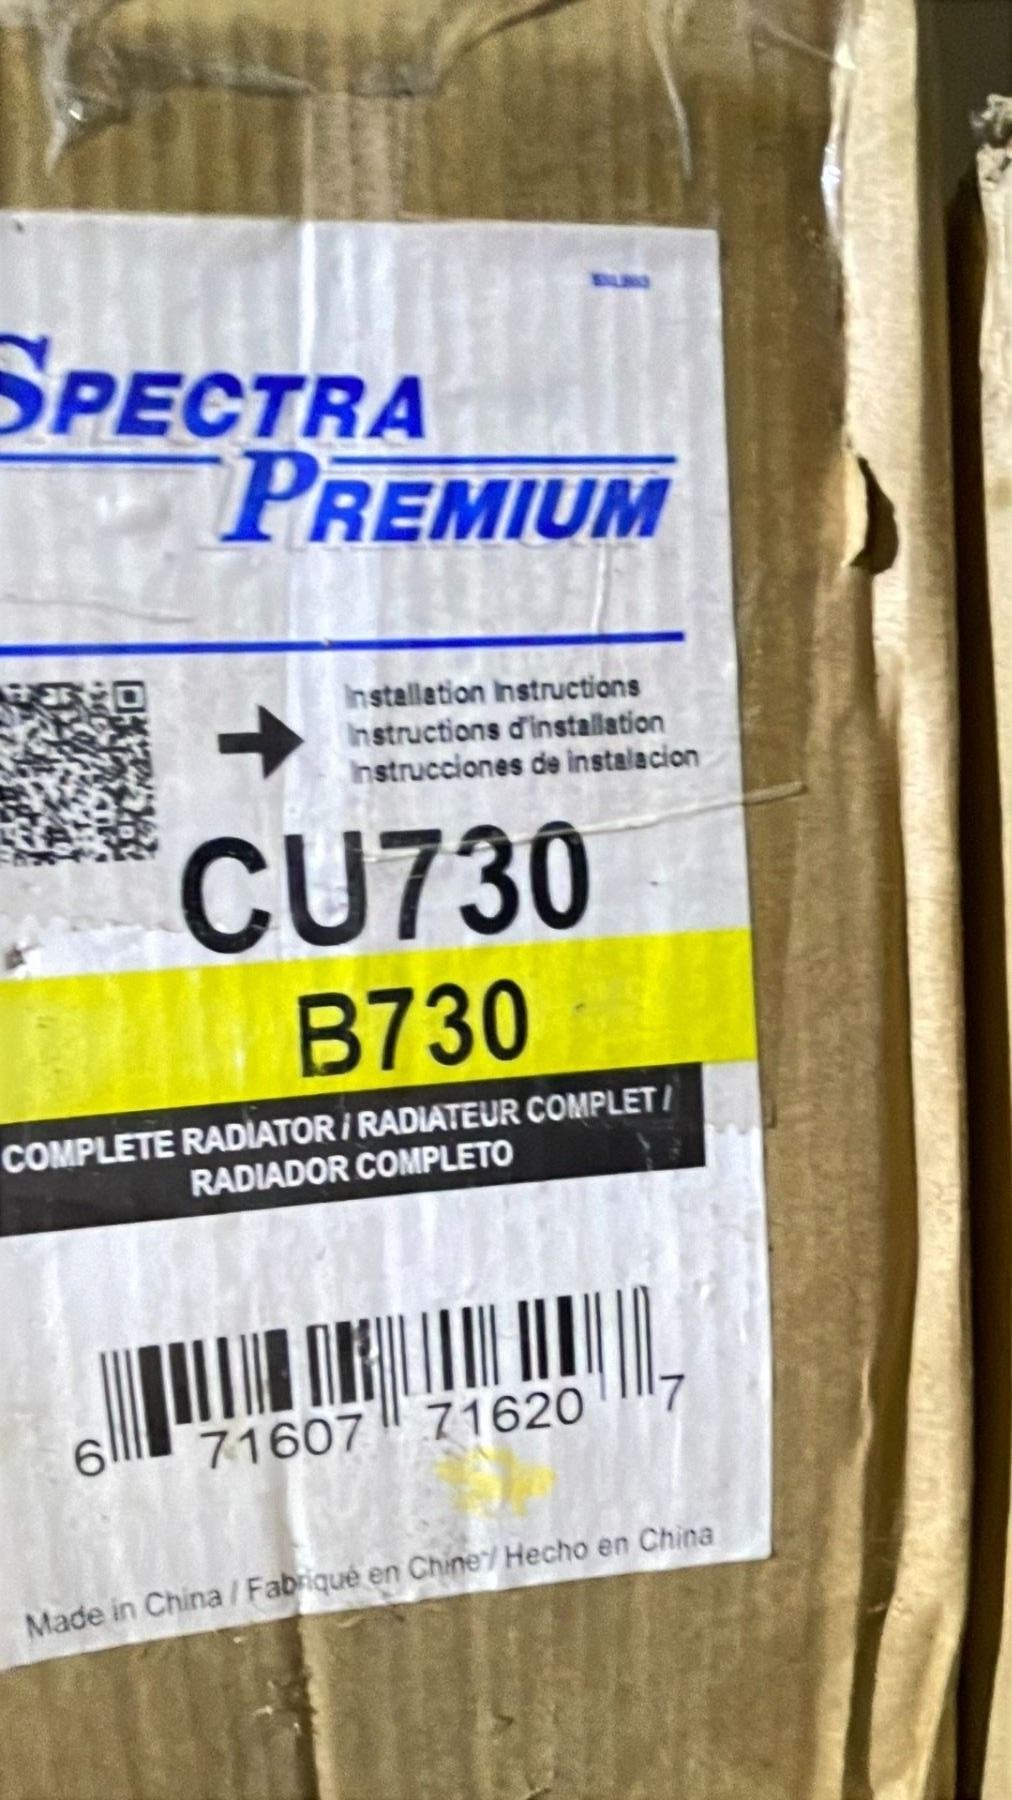 SPECTRA
PREMIUM
Installation Instructions
Instructions d'installation
Instrucciones de instalacion
CU730
B730
COMPLETE RADIATOR / RADIATEUR COMPLET /
RADIADOR COMPLETO
6 71607 71620 7
Made in China / Fabriqué en Chine / Hecho en China